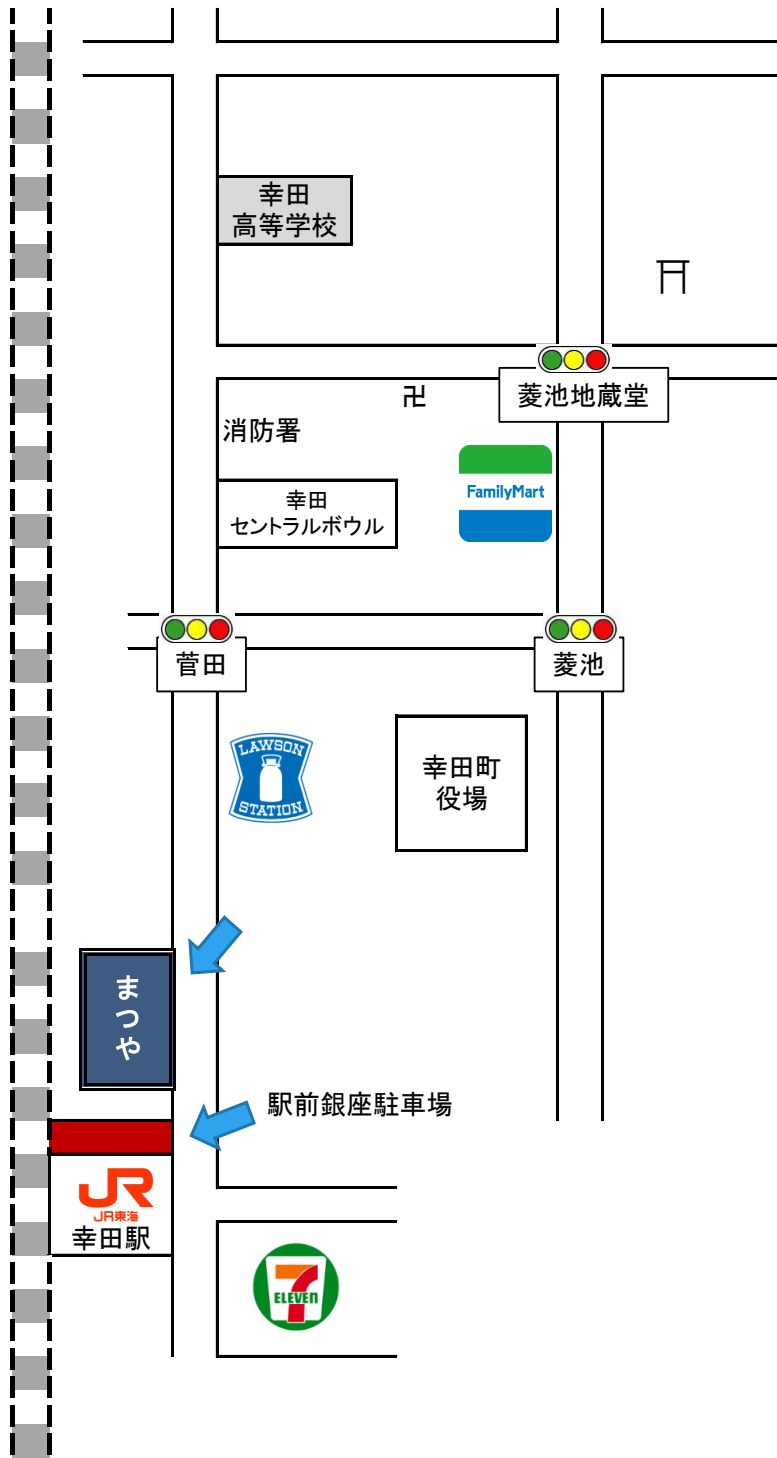 幸田
高等学校
菱池地蔵堂
消防署
FamilyMart
幸田
セントラルボウル
菅田
菱池
LAWSON
STATION
幸田町
役場
まつや
駅前銀座駐車場
JR
JR東海
幸田駅
7
ELEVEN